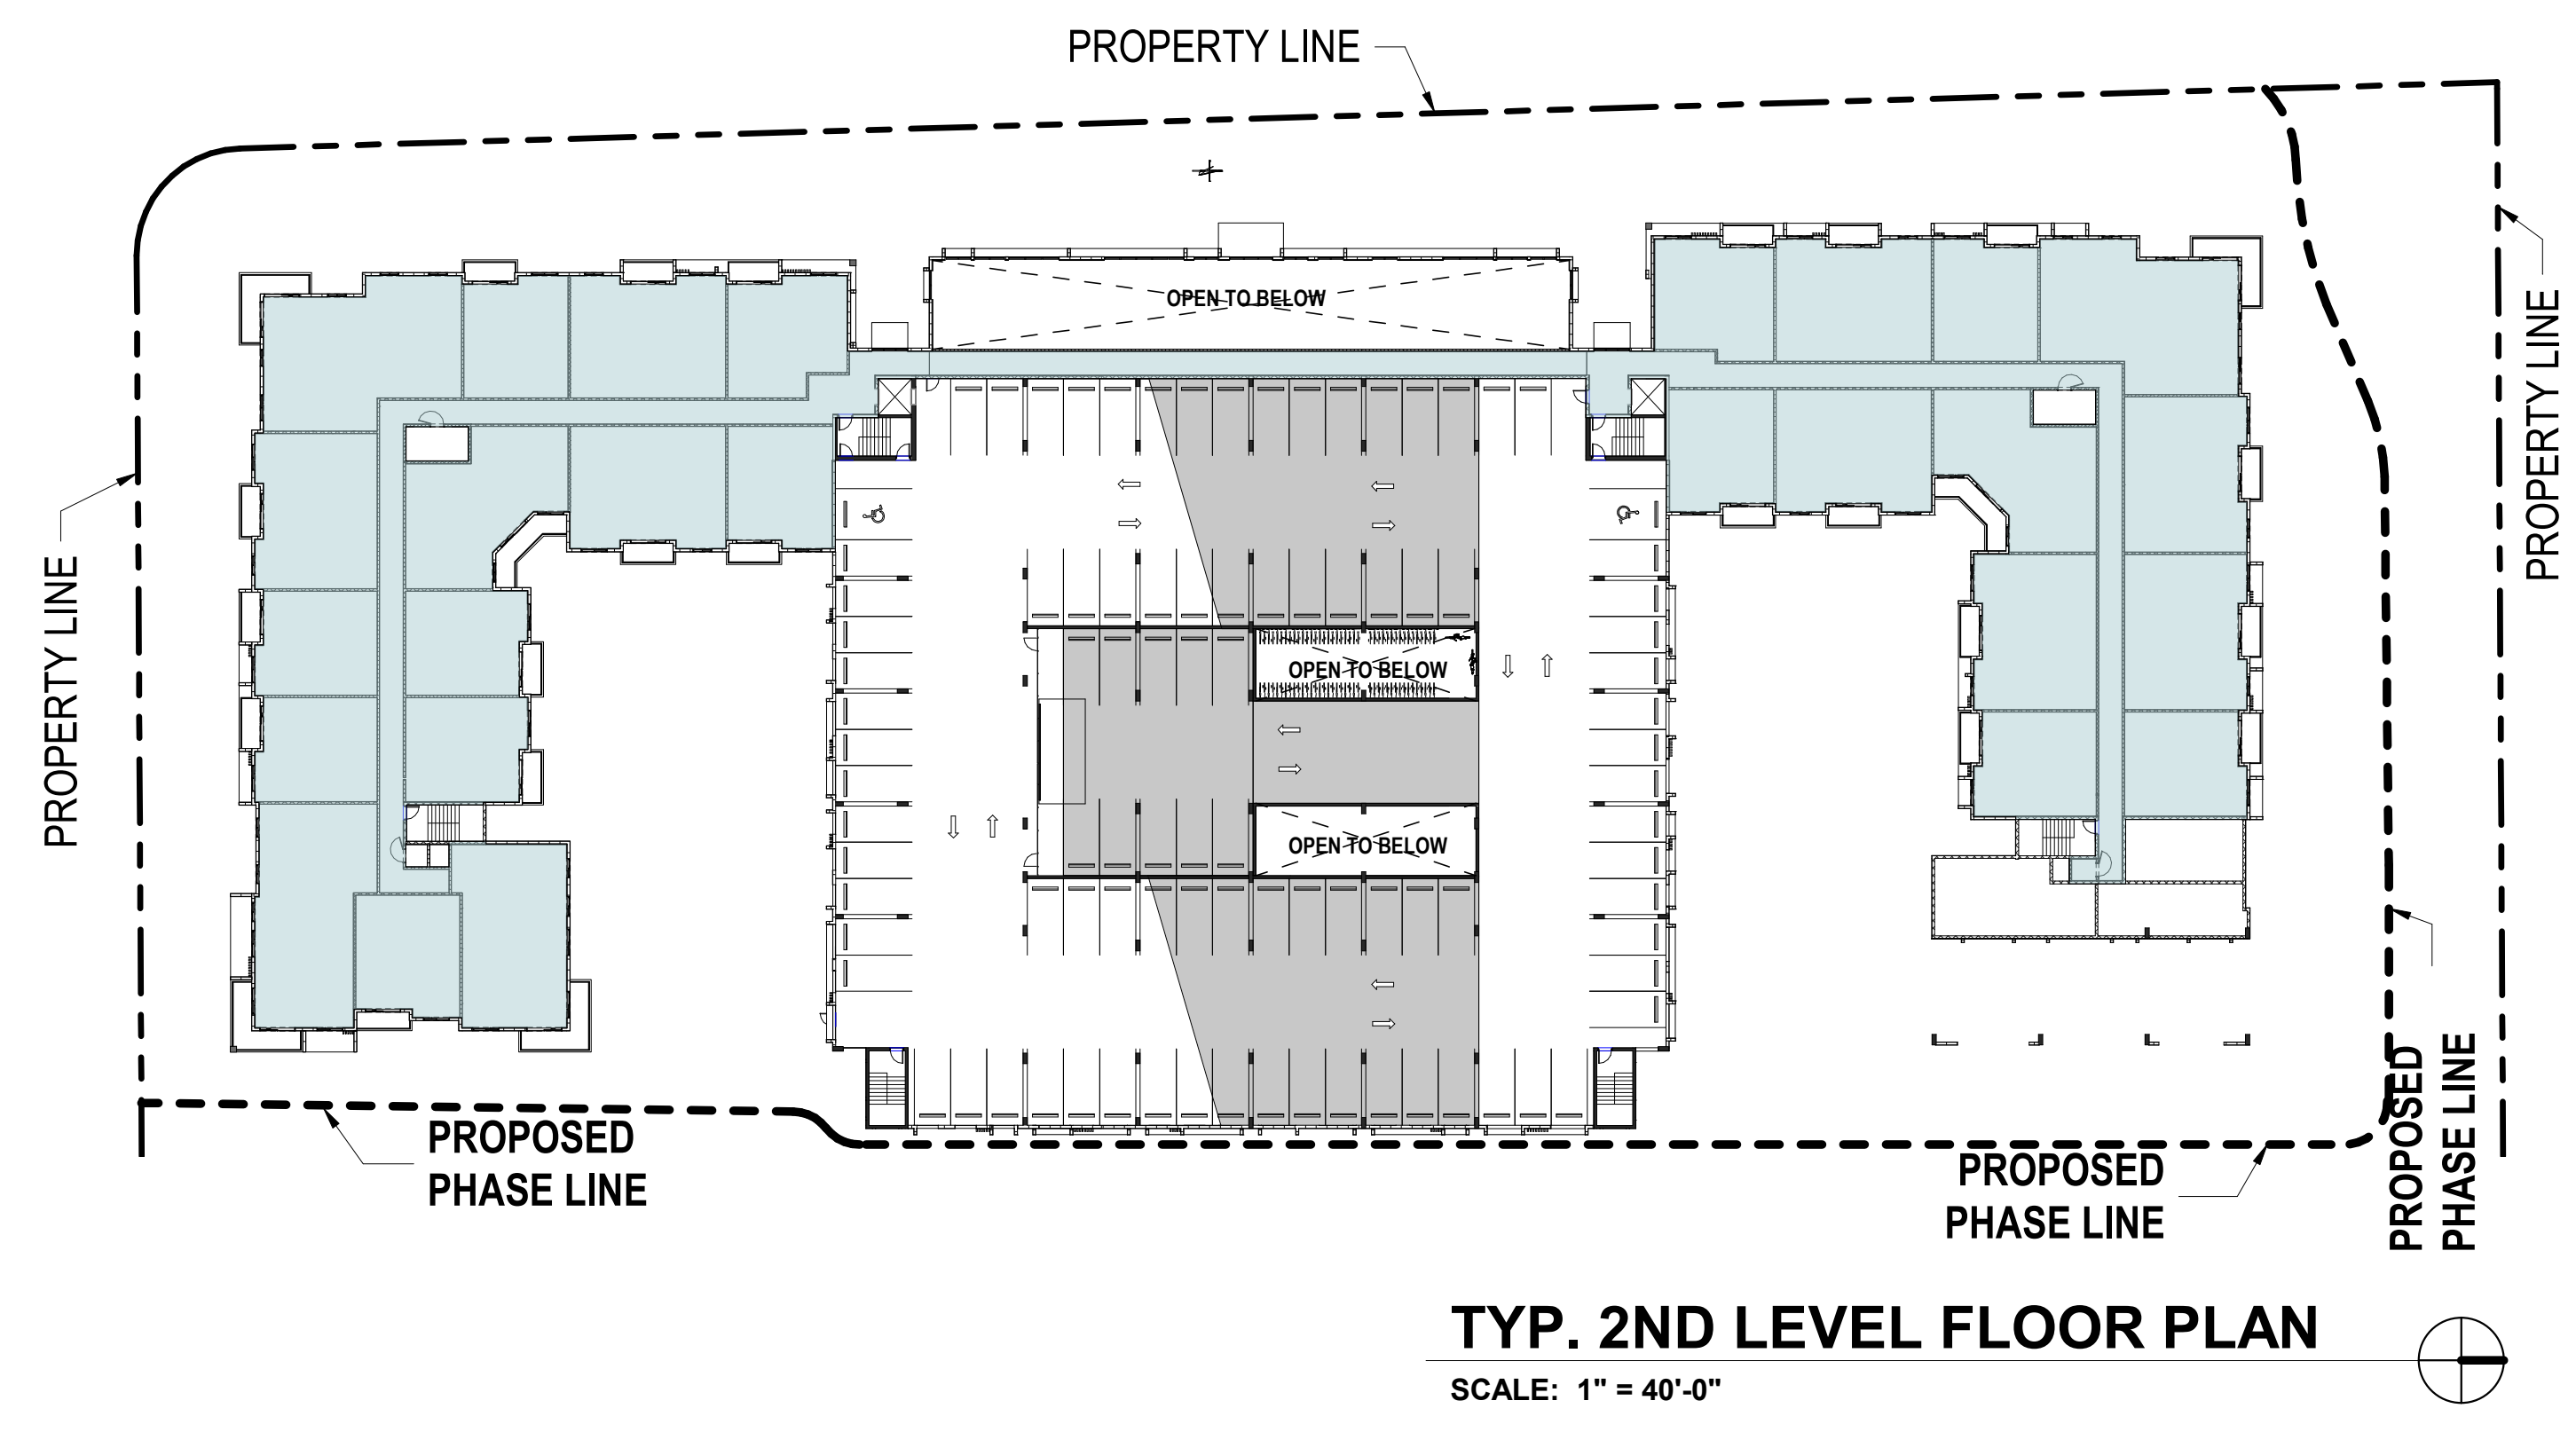 PROPERTY LINE
OPEN TO BELOW
PROPERTY LINE
PROPERTY LINE
OPEN TO BELOW
OPEN TO BELOW
PROPOSED
PHASE LINE
PROPOSED
PHASE LINE
PROPOSED
PHASE LINE
TYP. 2ND LEVEL FLOOR PLAN
SCALE: 1" = 40'-0"